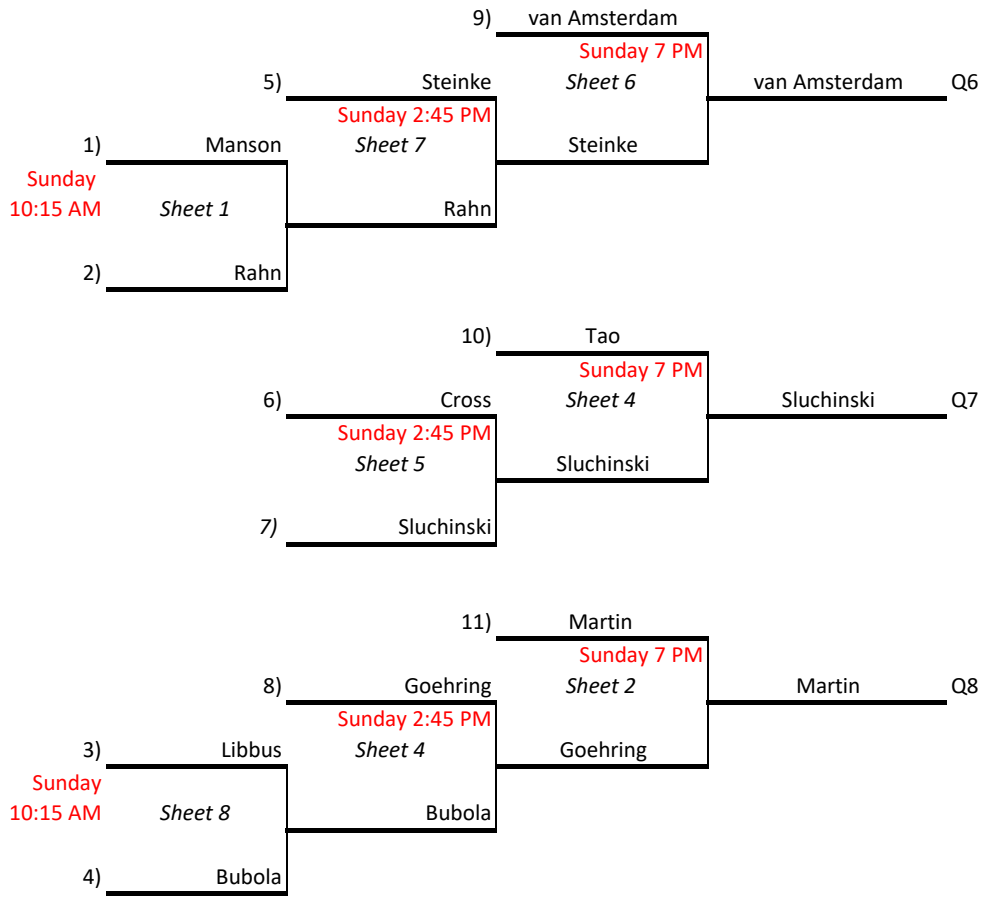 9) van Amsterdam
Sunday 7 PM
5) Steinke Sheet 6 van Amsterdam Q6
Sunday 2:45 PM
1) Manson Sheet 7 Steinke
Sunday
10:15 AM Sheet 1 Rahn
2) Rahn
10) Tao
Sunday 7 PM
6) Cross Sheet 4 Sluchinski Q7
Sunday 2:45 PM
Sheet 5 Sluchinski
7) Sluchinski
11) Martin
Sunday 7 PM
8) Goehring Sheet 2 Martin Q8
Sunday 2:45 PM
3) Libbus Sheet 4 Goehring
Sunday
10:15 AM Sheet 8 Bubola
4) Bubola